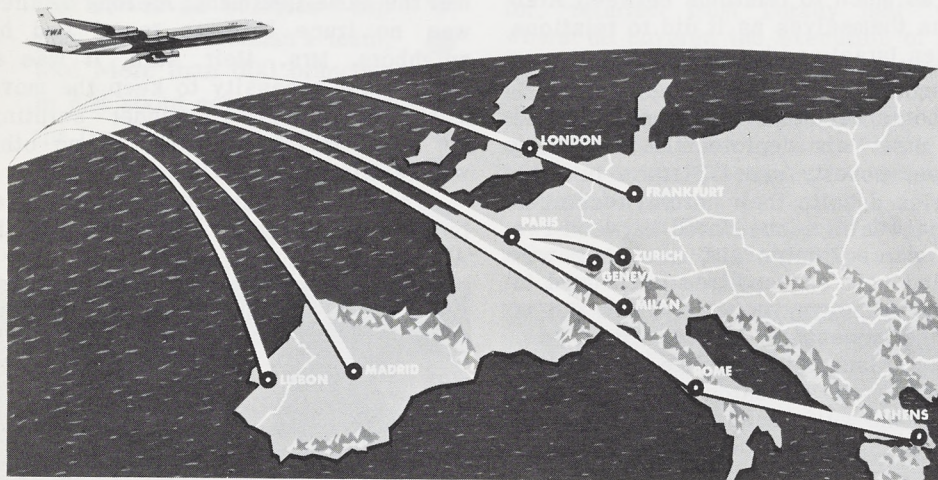 TWA
LONDON
FRANKFURT
PARIS
ZURICH
GENEVA
MILAN
LISBON
MADRID
ROME
ATHENS